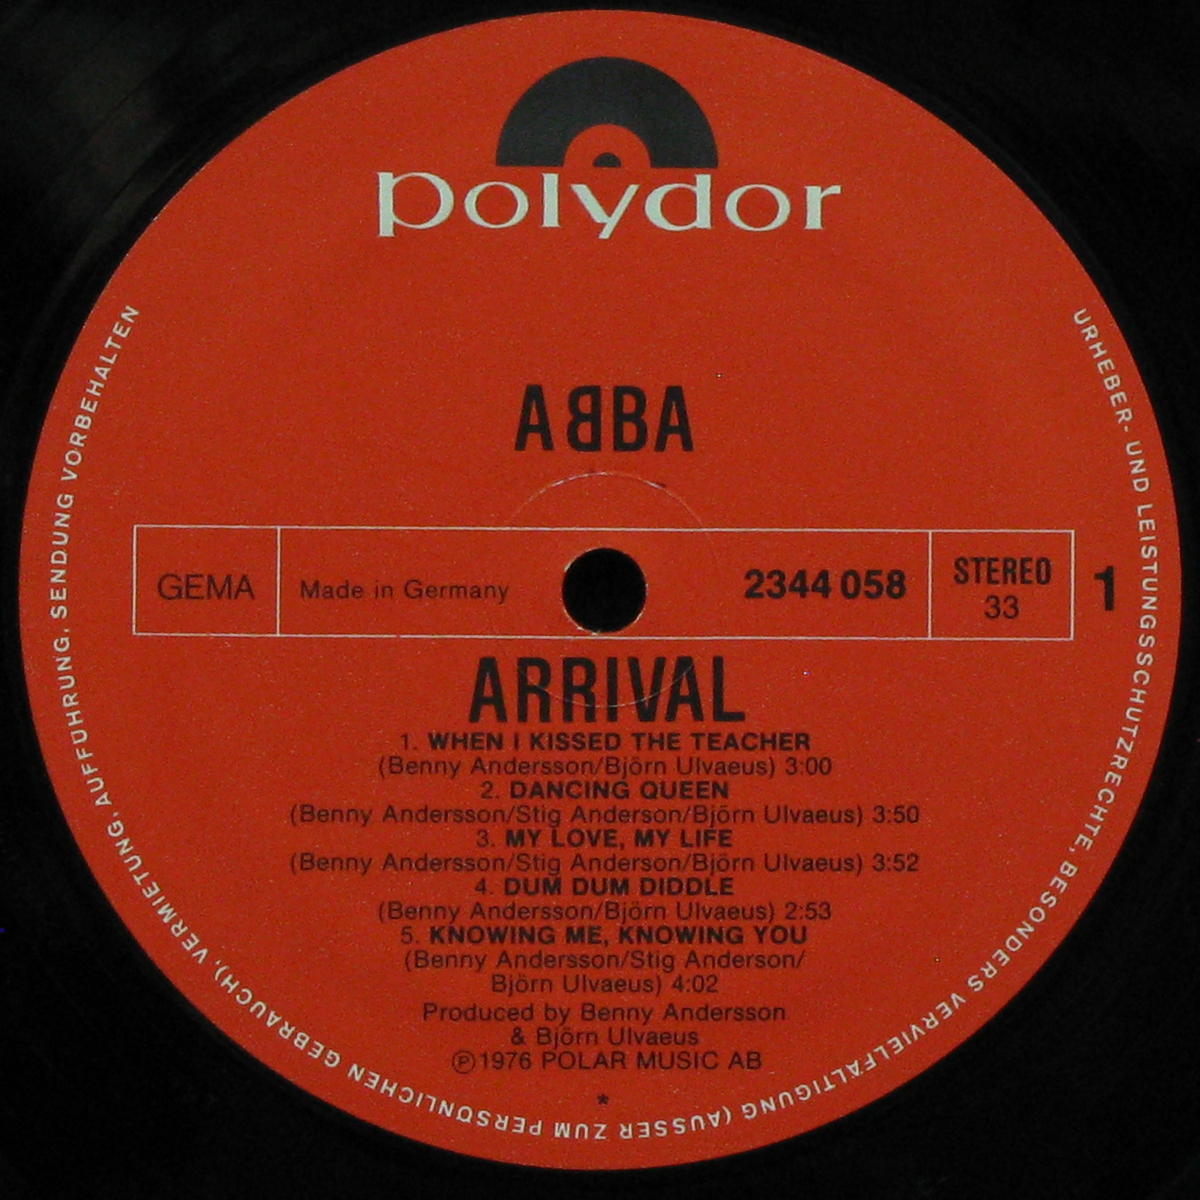 polydor
ABBA
GEMA
Made in Germany
2344 058
STEREO
33
1
ARRIVAL
1. WHEN I KISSED THE TEACHER
(Benny Andersson/Björn Ulvaeus) 3:00
2. DANCING QUEEN
(Benny Andersson/Stig Anderson/Björn Ulvaeus) 3:50
3. MY LOVE, MY LIFE
(Benny Andersson/Stig Anderson/Björn Ulvaeus) 3:52
4. DUM DUM DIDDLE
(Benny Andersson/Björn Ulvaeus) 2:53
5. KNOWING ME, KNOWING YOU
(Benny Andersson/Stig Anderson/
Björn Ulvaeus) 4:02
Produced by Benny Andersson
& Björn Ulvaeus
℗ 1976 POLAR MUSIC AB
*
URHEBER- UND LEISTUNGSSCHUTZRECHTE, BESONDERS VERVIELFÄLTIGUNG (AUSSER ZUM PERSÖNLICHEN GEBRAUCH), VERMIETUNG, AUFFÜHRUNG, SENDUNG VORBEHALTEN